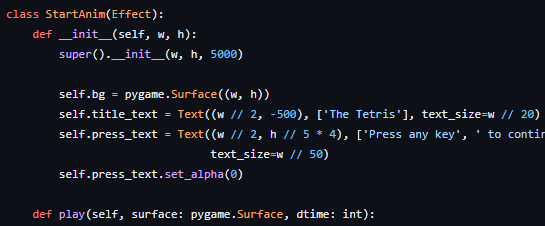 class StartAnim(Effect):
    def __init__(self, w, h):
        super().__init__(w, h, 5000)
        self.bg = pygame.Surface((w, h))
        self.title_text = Text((w // 2, -500), ['The Tetris'], text_size=w // 20)
        self.press_text = Text((w // 2, h // 5 * 4), ['Press any key', ' to contin
                               text_size=w // 50)
        self.press_text.set_alpha(0)
    def play(self, surface: pygame.Surface, dtime: int):